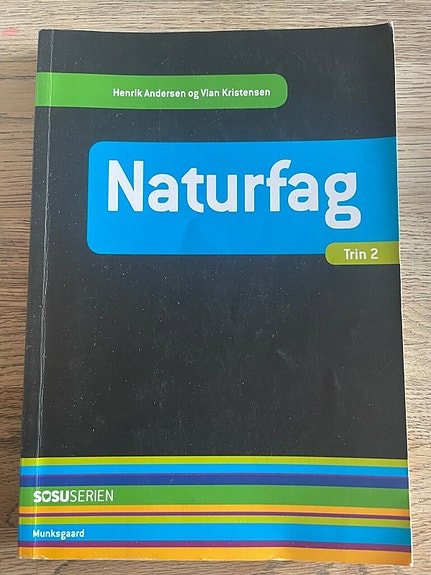 Henrik Andersen og Vian Kristensen
Naturfag
Trin 2
SOSUSERIEN
Munksgaard